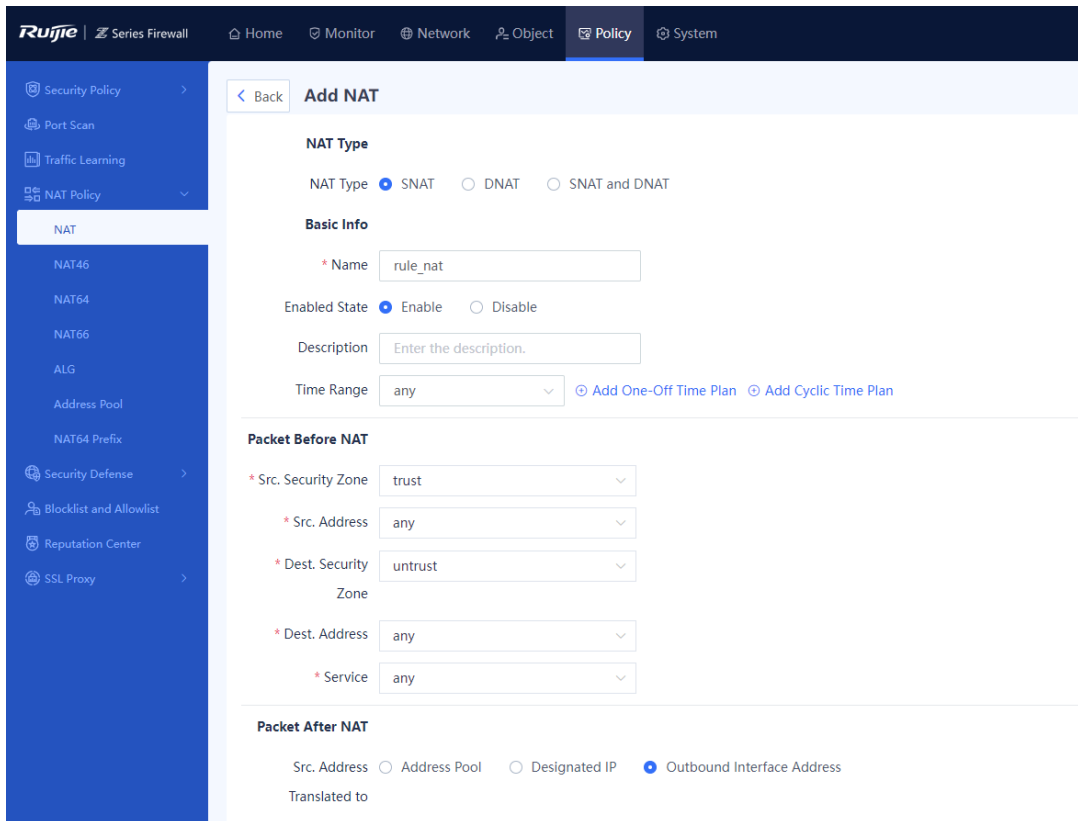 Ruijie | Z Series Firewall Home Monitor Network Object Policy System
Security Policy
Port Scan
Traffic Learning
NAT Policy
NAT
NAT46
NAT64
NAT66
ALG
Address Pool
NAT64 Prefix
Security Defense
Blocklist and Allowlist
Reputation Center
SSL Proxy
Back Add NAT
NAT Type
NAT Type SNAT DNAT SNAT and DNAT
Basic Info
* Name rule_nat
Enabled State Enable Disable
Description Enter the description.
Time Range any Add One-Off Time Plan Add Cyclic Time Plan
Packet Before NAT
* Src. Security Zone trust
* Src. Address any
* Dest. Security untrust
Zone
* Dest. Address any
* Service any
Packet After NAT
Src. Address Address Pool Designated IP Outbound Interface Address
Translated to